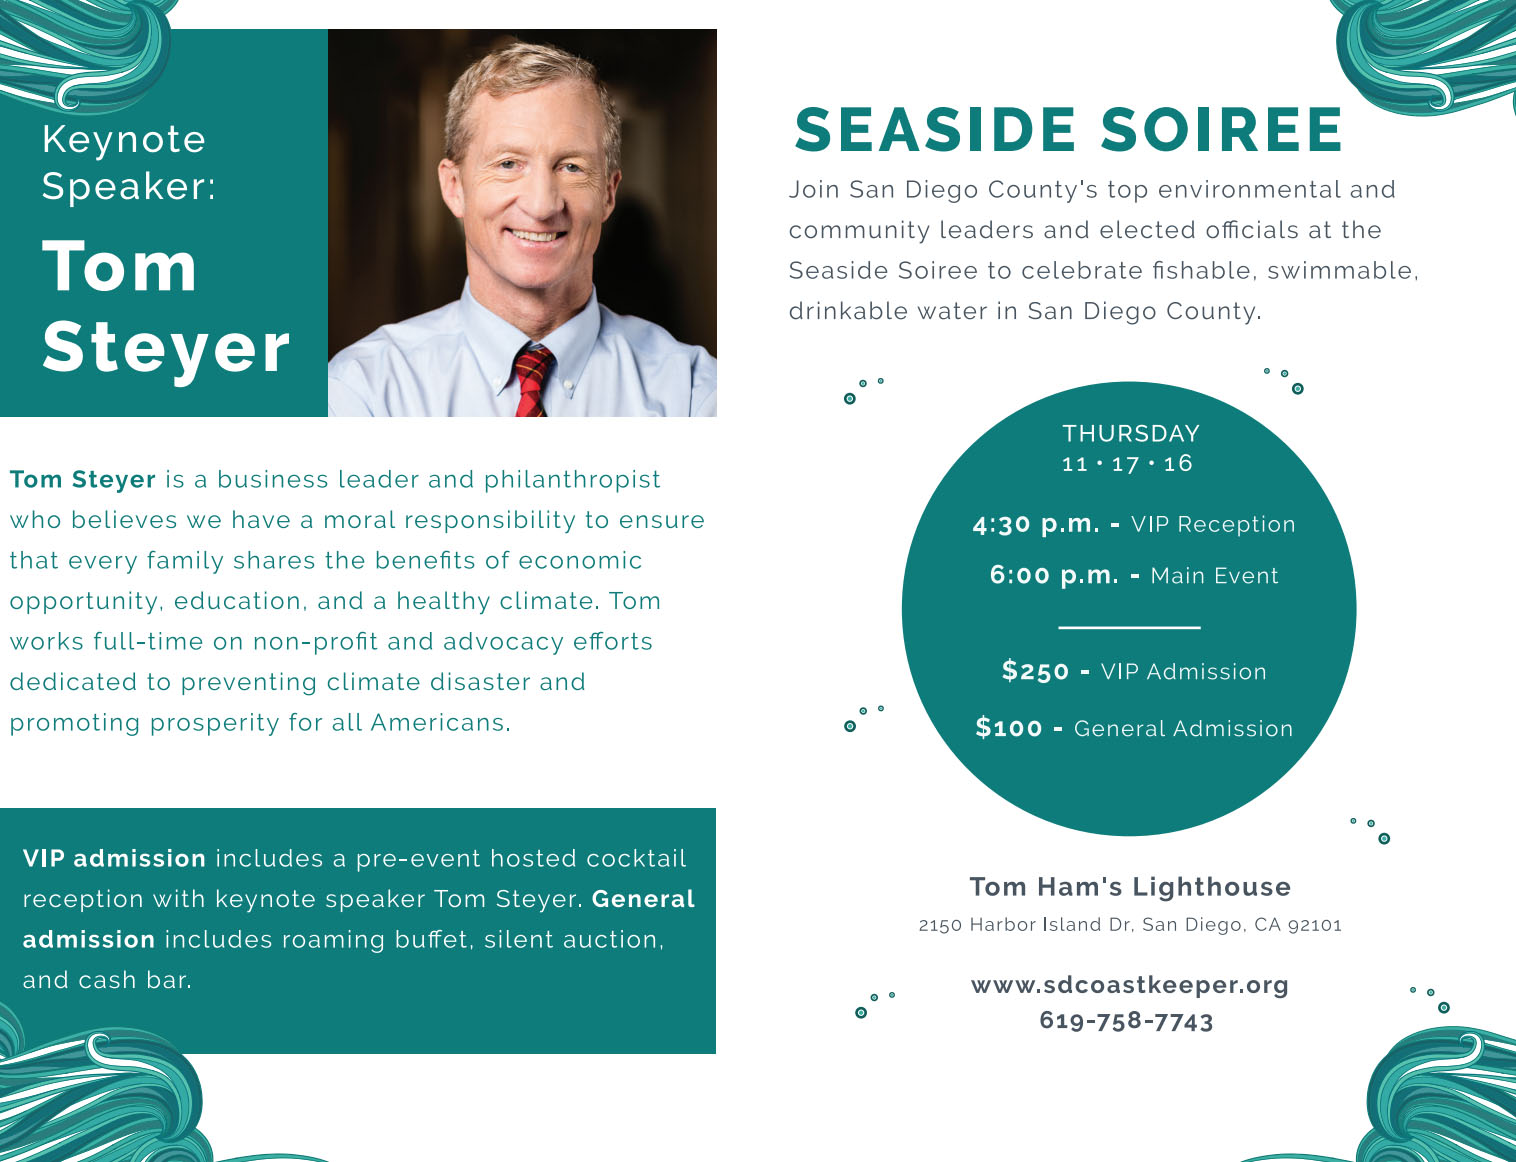 Keynote
Speaker:
Tom
Steyer
Tom Steyer is a business leader and philanthropist
who believes we have a moral responsibility to ensure
that every family shares the benefits of economic
opportunity, education, and a healthy climate. Tom
works full-time on non-profit and advocacy efforts
dedicated to preventing climate disaster and
promoting prosperity for all Americans.
VIP admission includes a pre-event hosted cocktail
reception with keynote speaker Tom Steyer. General
admission includes roaming buffet, silent auction,
and cash bar.
SEASIDE SOIREE
Join San Diego County's top environmental and
community leaders and elected officials at the
Seaside Soiree to celebrate fishable, swimmable,
drinkable water in San Diego County.
THURSDAY
11 • 17 • 16
4:30 p.m. - VIP Reception
6:00 p.m. - Main Event
$250 - VIP Admission
$100 - General Admission
Tom Ham's Lighthouse
2150 Harbor Island Dr, San Diego, CA 92101
www.sdcoastkeeper.org
619-758-7743